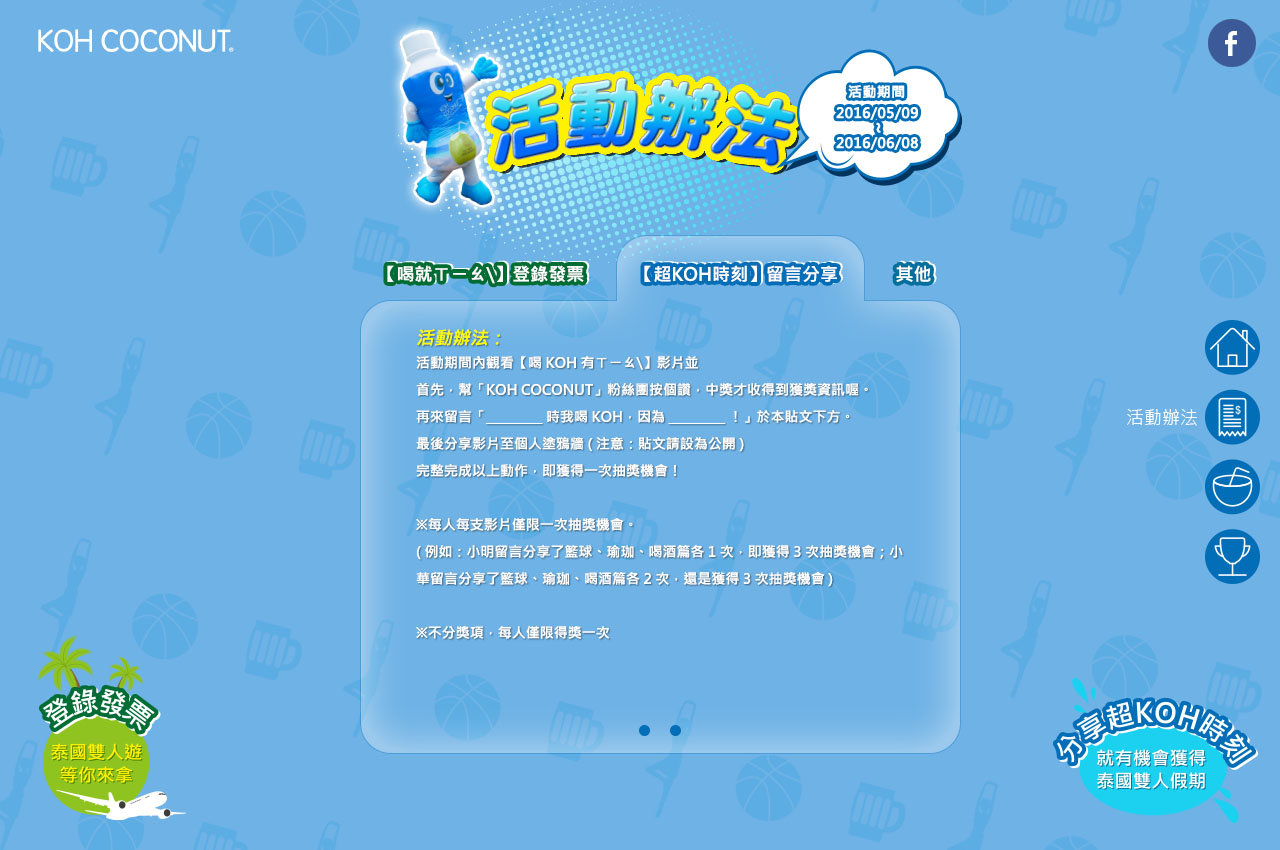 KOH COCONUT®
活動辦法
活動期間
2016/05/09
~
2016/06/08
【喝就ㄒㄧㄠ\】登錄發票
【超KOH時刻】留言分享
其他
活動辦法：
活動期間內觀看【喝 KOH 有ㄒㄧㄠ\】影片並
首先，幫「KOH COCONUT」粉絲團按個讚，中獎才收得到獲獎資訊喔。
再來留言「________ 時我喝 KOH，因為 ________ ！」於本貼文下方。
最後分享影片至個人塗鴉牆 ( 注意：貼文請設為公開 )
完整完成以上動作，即獲得一次抽獎機會！
※每人每支影片僅限一次抽獎機會。
( 例如：小明留言分享了籃球、瑜珈、喝酒篇各 1 次，即獲得 3 次抽獎機會；小
華留言分享了籃球、瑜珈、喝酒篇各 2 次，還是獲得 3 次抽獎機會 )
※不分獎項，每人僅限得獎一次
活動辦法
登錄發票
泰國雙人遊
等你來拿
分享超KOH時刻
就有機會獲得
泰國雙人假期